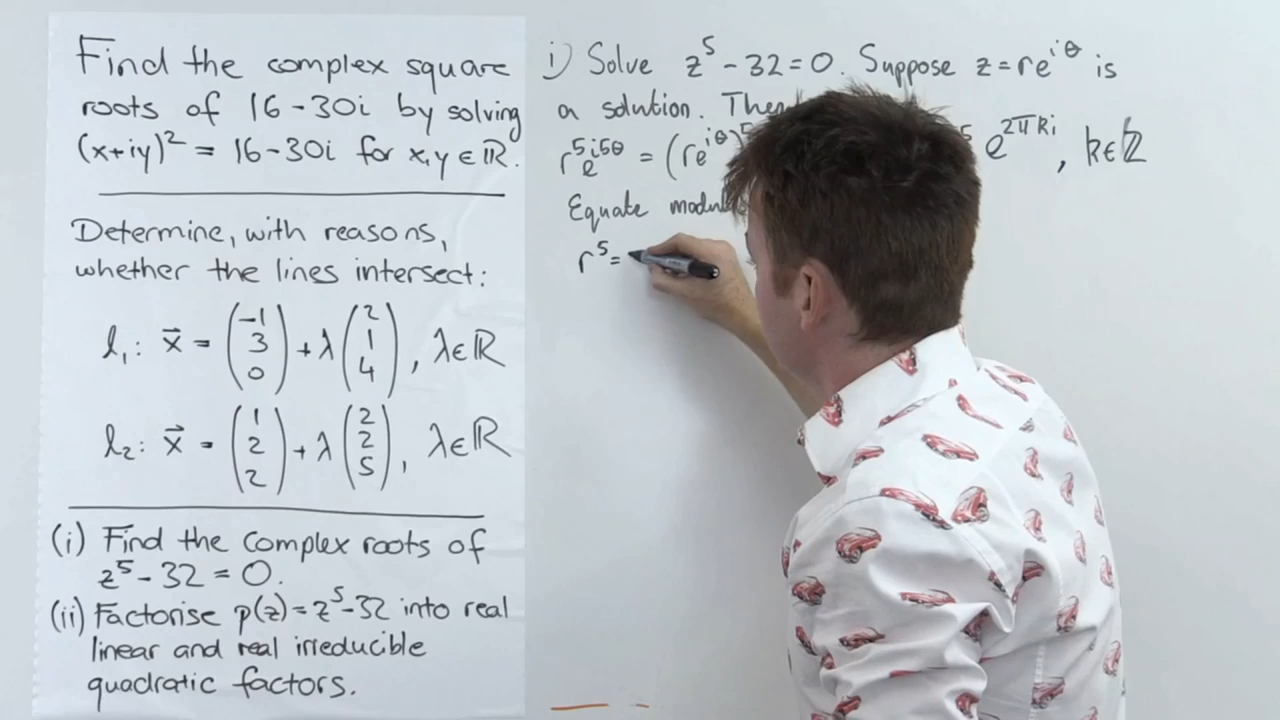 Find the complex square
roots of 16-30i by solving
(x+iy)² = 16-30i for x,y ∈ ℝ.
Determine, with reasons,
whether the lines intersect:
l₁: x⃗ = (-1 3 0) + λ (2 1 4), λ∈ℝ
l₂: x⃗ = (1 2 2) + λ (2 2 5), λ∈ℝ
(i) Find the complex roots of
z⁵ - 32 = 0.
(ii) Factorise p(z) = z⁵-32 into real
linear and real irreducible
quadratic factors.
i) Solve z⁵ - 32 = 0. Suppose z = re^{iθ} is
a solution.
r⁵e^{i5θ} = (re^{iθ})⁵ e^{2πki}, k∈ℤ
Equate
r⁵ =